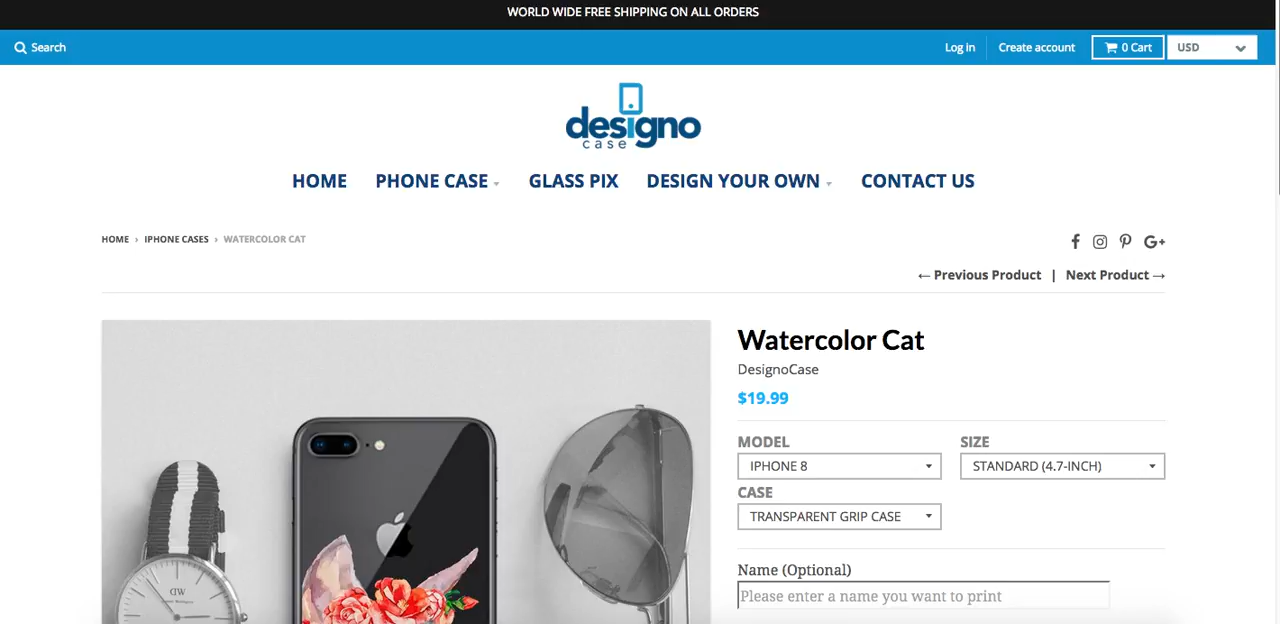 WORLD WIDE FREE SHIPPING ON ALL ORDERS
Search
Log in
Create account
0 Cart
USD
designo
case
HOME
PHONE CASE
GLASS PIX
DESIGN YOUR OWN
CONTACT US
HOME › IPHONE CASES › WATERCOLOR CAT
← Previous Product | Next Product →
Watercolor Cat
DesignoCase
$19.99
MODEL
SIZE
IPHONE 8
STANDARD (4.7-INCH)
CASE
TRANSPARENT GRIP CASE
Name (Optional)
Please enter a name you want to print
DW